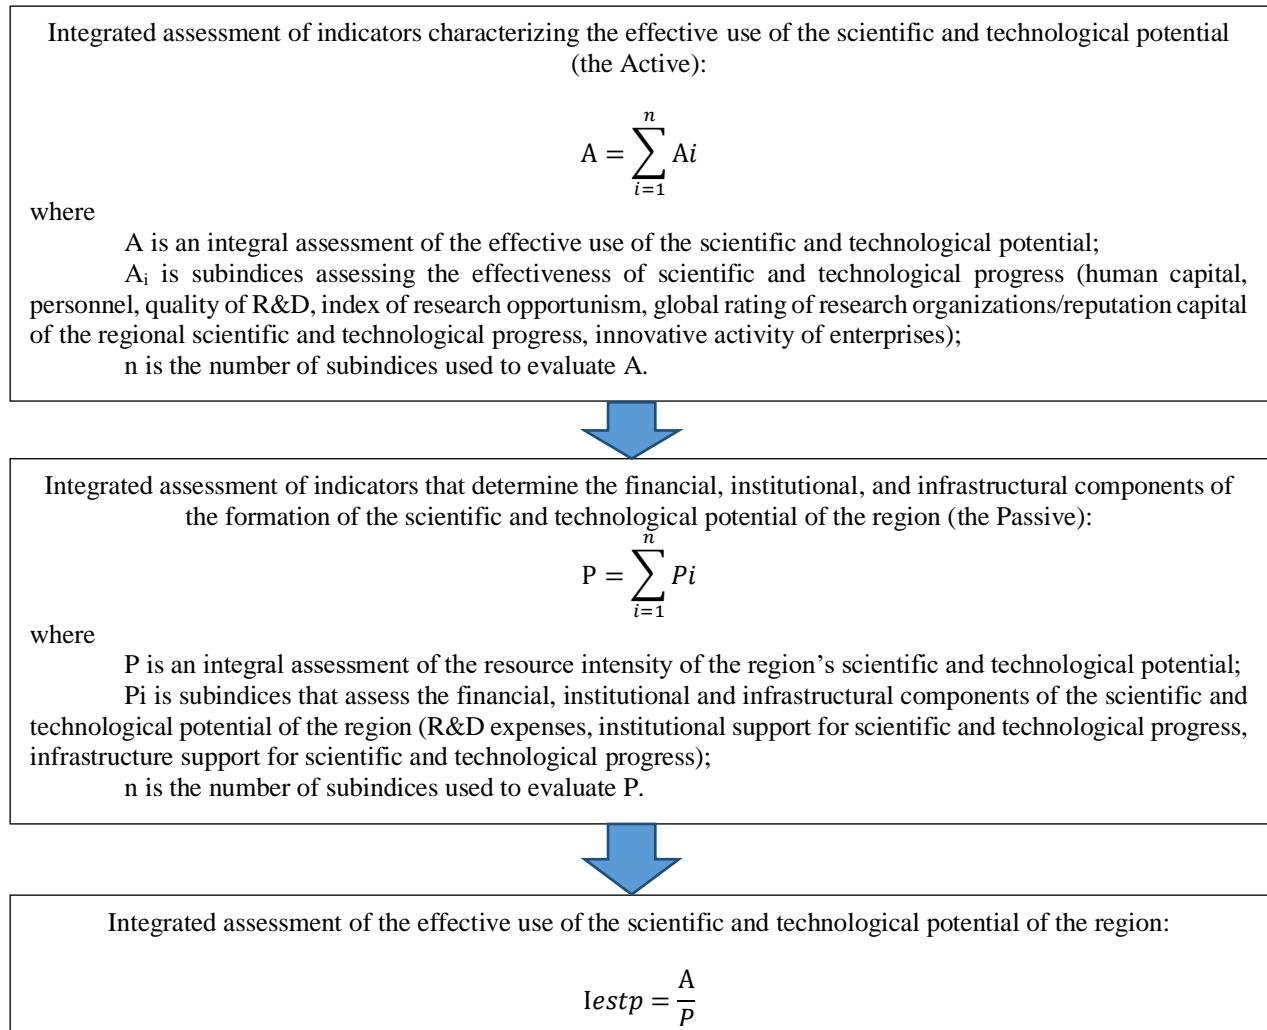 Integrated assessment of indicators characterizing the effective use of the scientific and technological potential
(the Active):
n
A = ∑ Ai
i=1
where
A is an integral assessment of the effective use of the scientific and technological potential;
Aᵢ is subindices assessing the effectiveness of scientific and technological progress (human capital,
personnel, quality of R&D, index of research opportunism, global rating of research organizations/reputation capital
of the regional scientific and technological progress, innovative activity of enterprises);
n is the number of subindices used to evaluate A.
Integrated assessment of indicators that determine the financial, institutional, and infrastructural components of
the formation of the scientific and technological potential of the region (the Passive):
n
P = ∑ Pi
i=1
where
P is an integral assessment of the resource intensity of the region’s scientific and technological potential;
Pi is subindices that assess the financial, institutional and infrastructural components of the scientific and
technological potential of the region (R&D expenses, institutional support for scientific and technological progress,
infrastructure support for scientific and technological progress);
n is the number of subindices used to evaluate P.
Integrated assessment of the effective use of the scientific and technological potential of the region:
A
Iestp = —
P